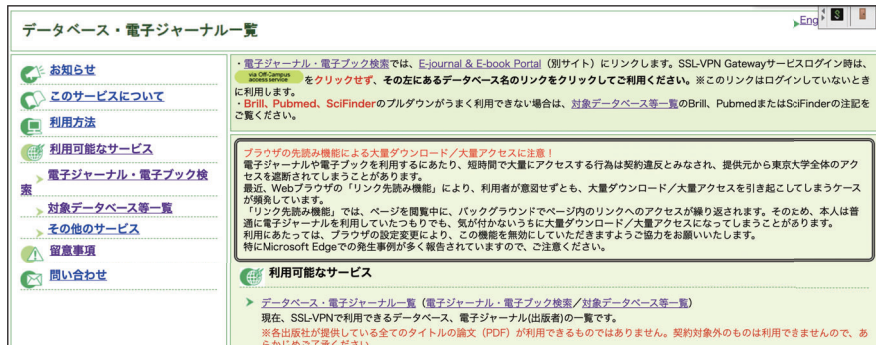 データベース・電子ジャーナル一覧
Eng
お知らせ
このサービスについて
利用方法
利用可能なサービス
電子ジャーナル・電子ブック検
索
対象データベース等一覧
その他のサービス
留意事項
問い合わせ
・電子ジャーナル・電子ブック検索では、E-journal & E-book Portal（別サイト）にリンクします。SSL-VPN Gatewayサービスログイン時は、
via Off-Campus access service をクリックせず、その左にあるデータベース名のリンクをクリックしてご利用ください。※このリンクはログインしていないとき
に利用します。
・Brill、Pubmed、SciFinderのプルダウンがうまく利用できない場合は、対象データベース等一覧のBrill、PubmedまたはSciFinderの注記を
ご覧ください。
ブラウザの先読み機能による大量ダウンロード／大量アクセスに注意！
電子ジャーナルや電子ブックを利用するにあたり、短時間で大量にアクセスする行為は契約違反とみなされ、提供元から東京大学全体のアク
セスを遮断されてしまうことがあります。
最近、Webブラウザの「リンク先読み機能」により、利用者が意図せずとも、大量ダウンロード／大量アクセスを引き起こしてしまうケース
が頻発しています。
「リンク先読み機能」では、ページを閲覧中に、バックグラウンドでページ内のリンクへのアクセスが繰り返されます。そのため、本人は普
通に電子ジャーナルを利用していたつもりでも、気が付かないうちに大量ダウンロード／大量アクセスになってしまうことがあります。
利用にあたっては、ブラウザの設定変更により、この機能を無効にしていただきますようご協力をお願いいたします。
特にMicrosoft Edgeでの発生事例が多く報告されていますので、ご注意ください。
利用可能なサービス
データベース・電子ジャーナル一覧（電子ジャーナル・電子ブック検索／対象データベース等一覧）
現在、SSL-VPNで利用できるデータベース、電子ジャーナル(出版者)の一覧です。
※各出版社が提供している全てのタイトルの論文（PDF）が利用できるものではありません。契約対象外のものは利用できませんので、あ
らかじめご了承ください。